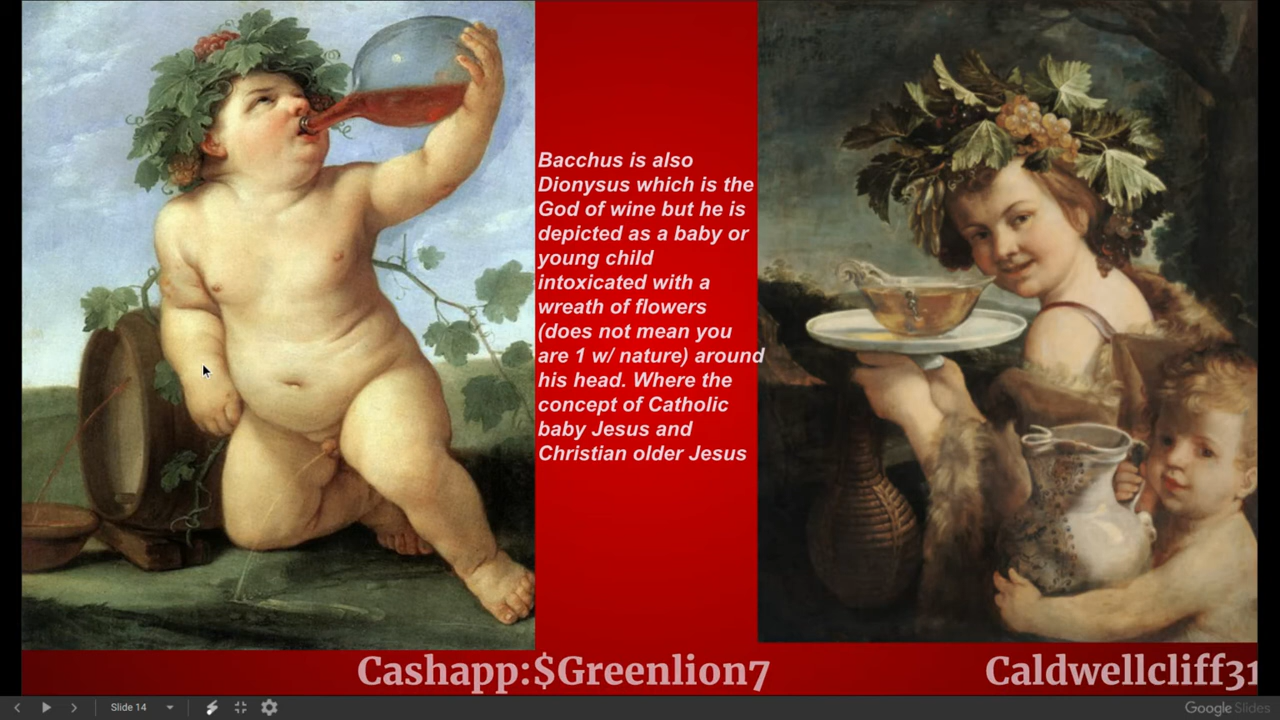 Bacchus is also
Dionysus which is the
God of wine but he is
depicted as a baby or
young child
intoxicated with a
wreath of flowers
(does not mean you
are 1 w/ nature) around
his head. Where the
concept of Catholic
baby Jesus and
Christian older Jesus
Cashapp:$Greenlion7
Caldwellcliff31
Slide 14
Google Slides